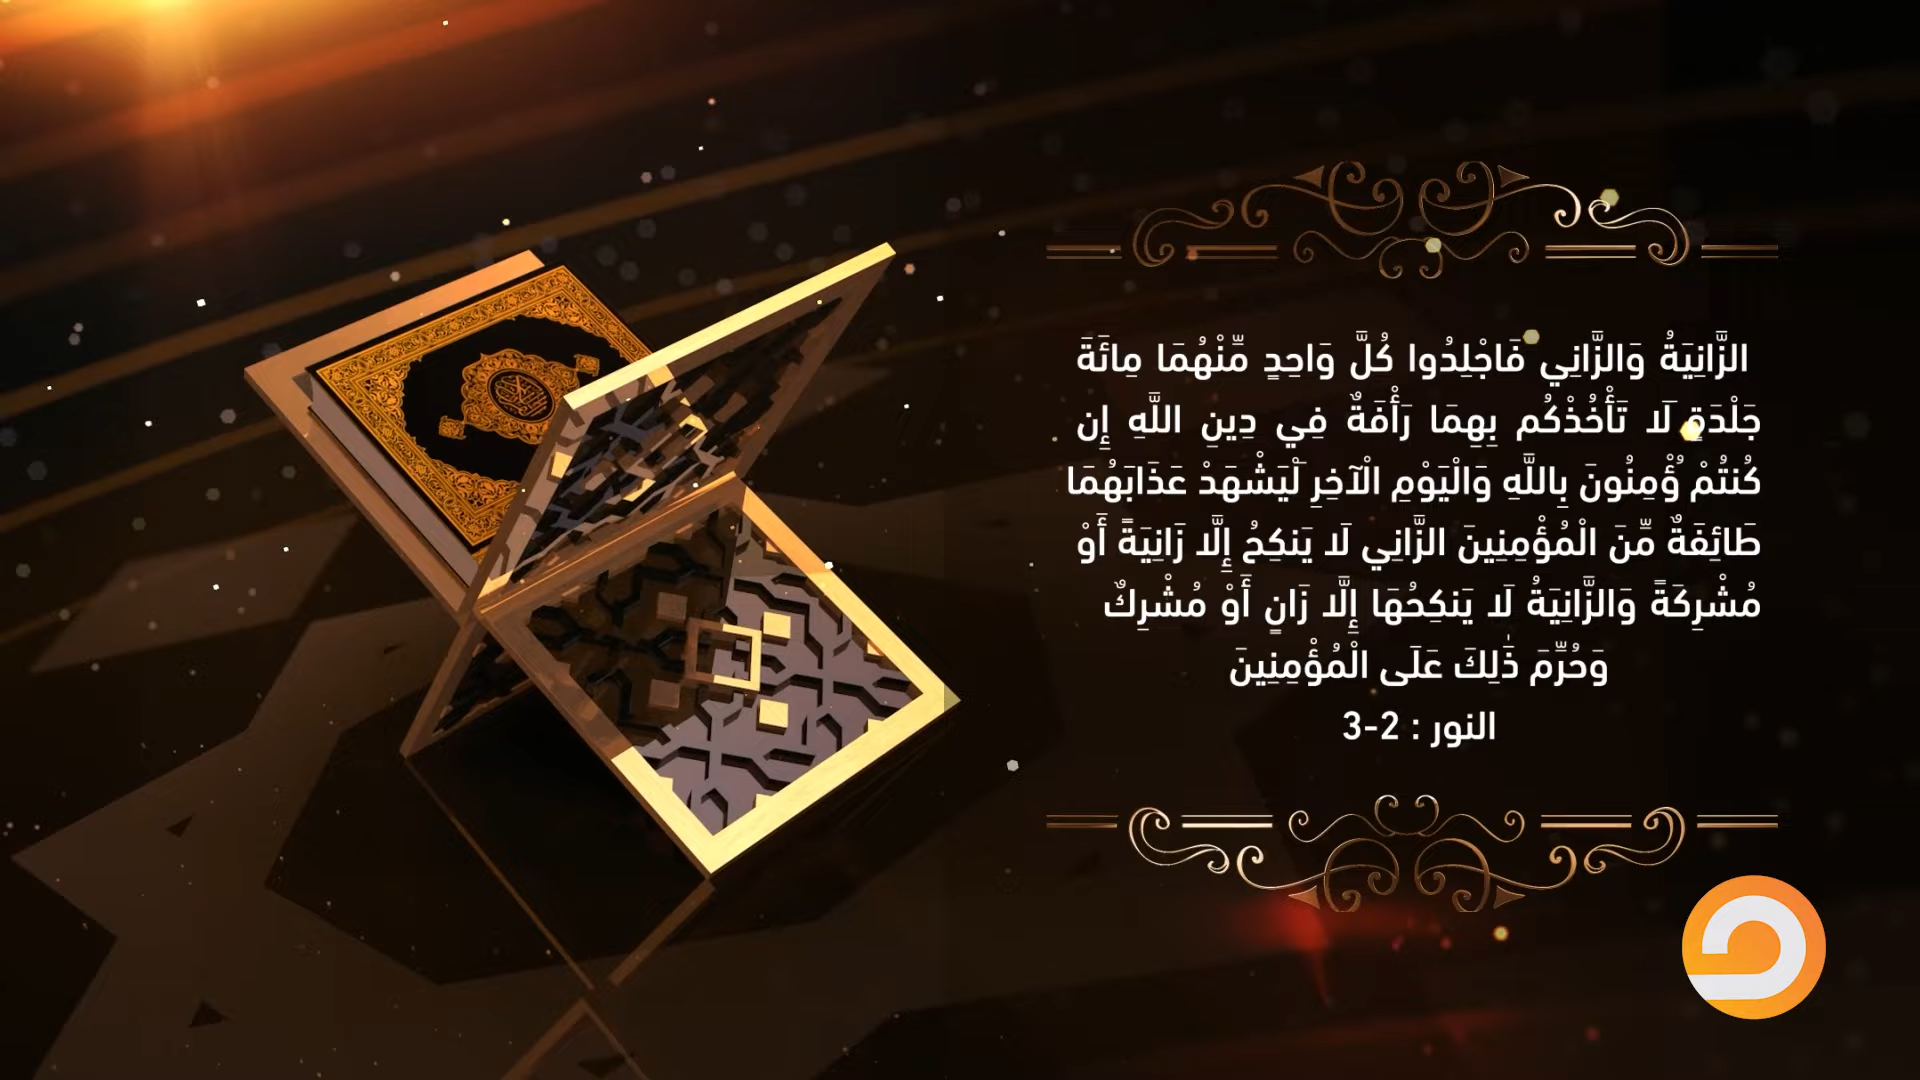 الزَّانِيَةُ وَالزَّانِي فَاجْلِدُوا كُلَّ وَاحِدٍ مِّنْهُمَا مِائَةَ
جَلْدَةٍ َلَا تَأْخُذْكُم بِهِمَا رَأْفَةٌ فِي دِينِ اللَّهِ إِن
كُنتُمْ ُؤْمِنُونَ بِاللَّهِ وَالْيَوْمِ الْآخِرِ َلْيَشْهَدْ عَذَابَهُمَا
طَائِفَةٌ مِّنَ الْمُؤْمِنِينَ الزَّانِي لَا يَنكِحُ إِلَّا زَانِيَةً أَوْ
مُشْرِكَةً وَالزَّانِيَةُ لَا يَنكِحُهَا إِلَّا زَانٍ أَوْ مُشْرِكٌ
وَحُرِّمَ ذَٰلِكَ عَلَى الْمُؤْمِنِينَ
النور : 2-3